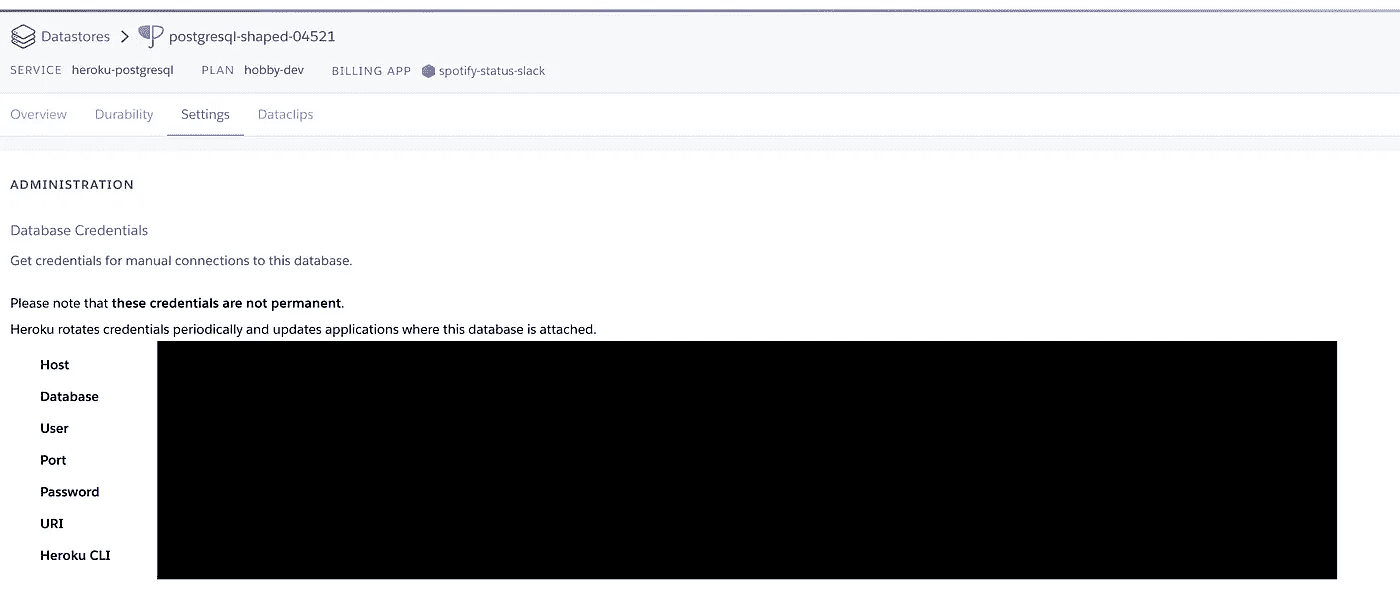 Datastores > postgresql-shaped-04521
SERVICE heroku-postgresql PLAN hobby-dev BILLING APP spotify-status-slack
Overview Durability Settings Dataclips
ADMINISTRATION
Database Credentials
Get credentials for manual connections to this database.
Please note that these credentials are not permanent.
Heroku rotates credentials periodically and updates applications where this database is attached.
Host
Database
User
Port
Password
URI
Heroku CLI